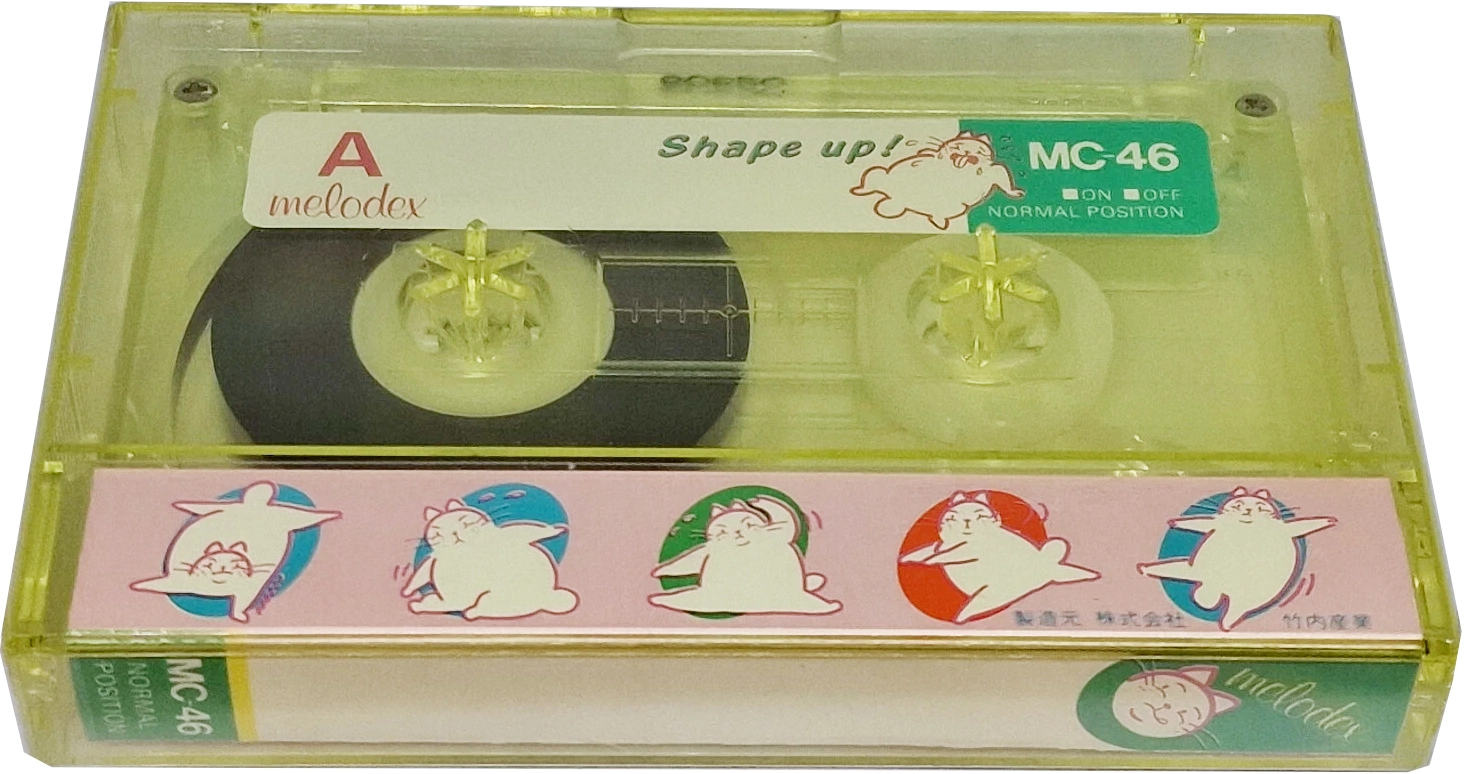 A
melodex
Shape up!
MC-46
■ON ■OFF
NORMAL POSITION
製造元 株式会社 竹内産業
MC-46
NORMAL
POSITION
melodex